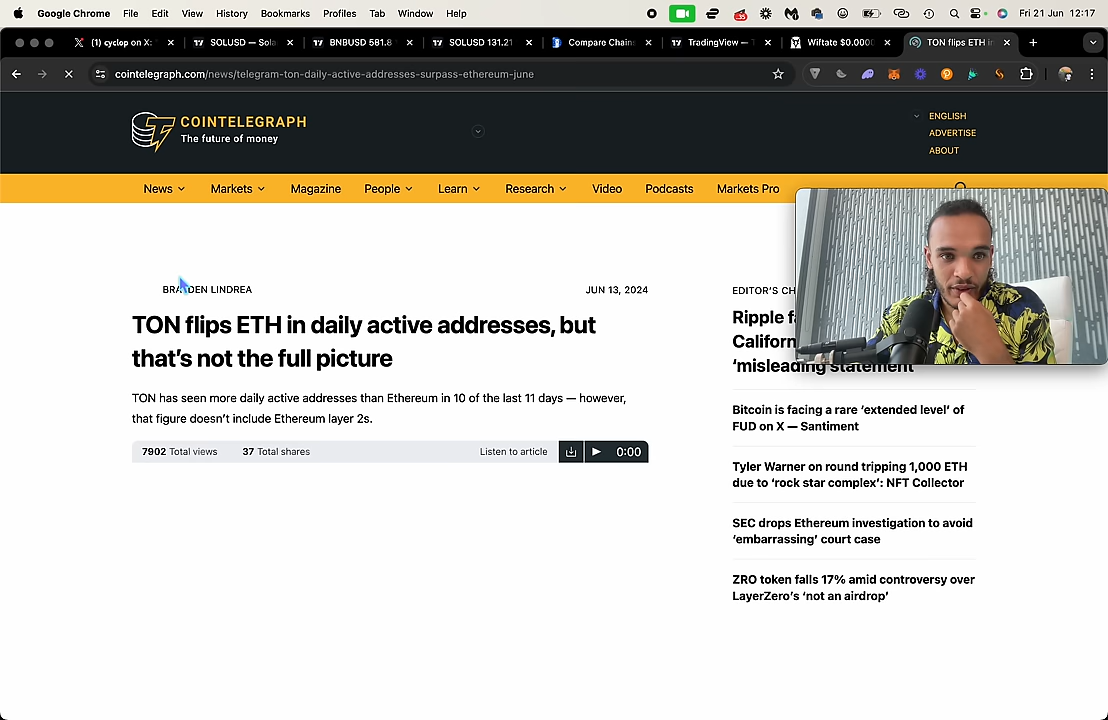 Google Chrome File Edit View History Bookmarks Profiles Tab Window Help Fri 21 Jun 12:17
(1) cyclop on X: SOLUSD — Sola BNBUSD 581.8 SOLUSD 131.21 Compare Chain TradingView — Wiftate $0.0000 TON flips ETH in
cointelegraph.com/news/telegram-ton-daily-active-addresses-surpass-ethereum-june
COINTELEGRAPH
The future of money
ENGLISH
ADVERTISE
ABOUT
News Markets Magazine People Learn Research Video Podcasts Markets Pro
BRAYDEN LINDREA JUN 13, 2024
TON flips ETH in daily active addresses, but
that’s not the full picture
TON has seen more daily active addresses than Ethereum in 10 of the last 11 days — however,
that figure doesn’t include Ethereum layer 2s.
7902 Total views 37 Total shares Listen to article 0:00
EDITOR’S CH
Ripple f
Californ
‘misleading statement’
Bitcoin is facing a rare ‘extended level’ of
FUD on X — Santiment
Tyler Warner on round tripping 1,000 ETH
due to ‘rock star complex’: NFT Collector
SEC drops Ethereum investigation to avoid
‘embarrassing’ court case
ZRO token falls 17% amid controversy over
LayerZero’s ‘not an airdrop’